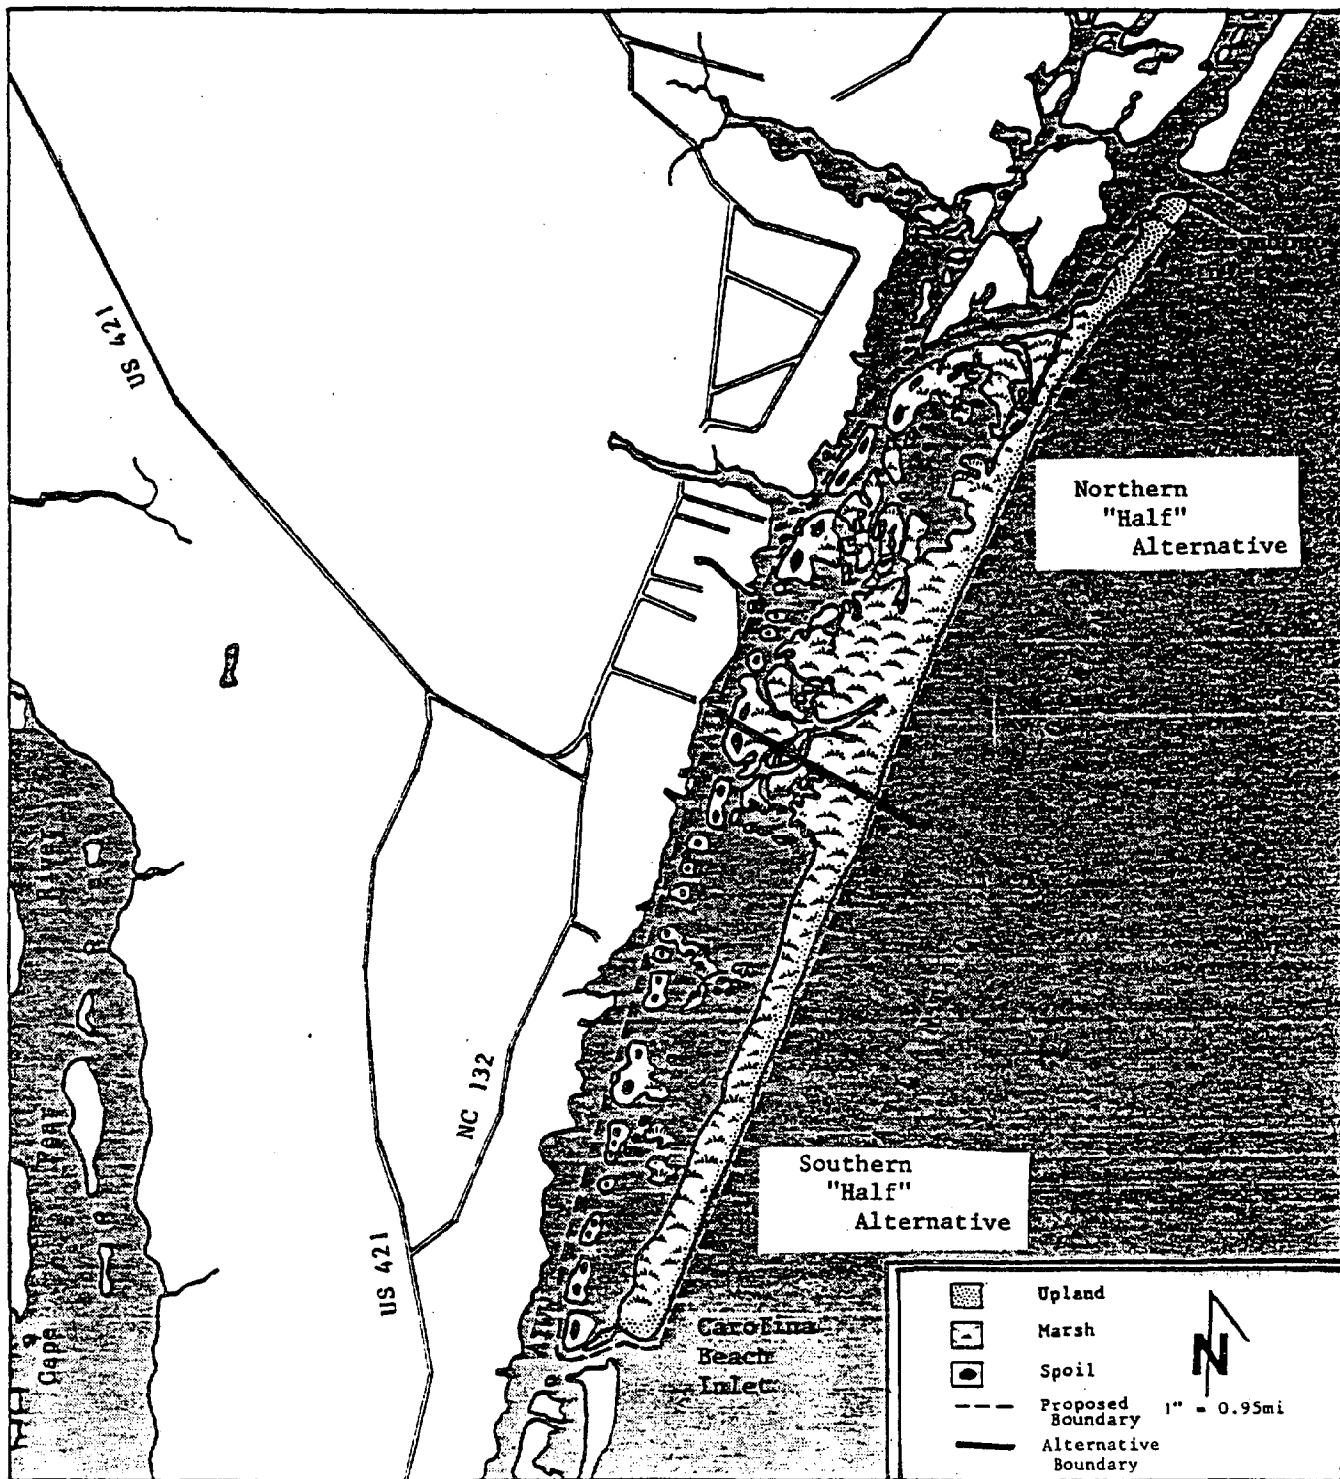 US 421
Northern
"Half"
Alternative
NC 132
US 421
Southern
"Half"
Alternative
Cape
Carolina
Beach
Inlet
Upland
Marsh
Spoil
Proposed
Boundary
Alternative
Boundary
N
1" = 0.95mi